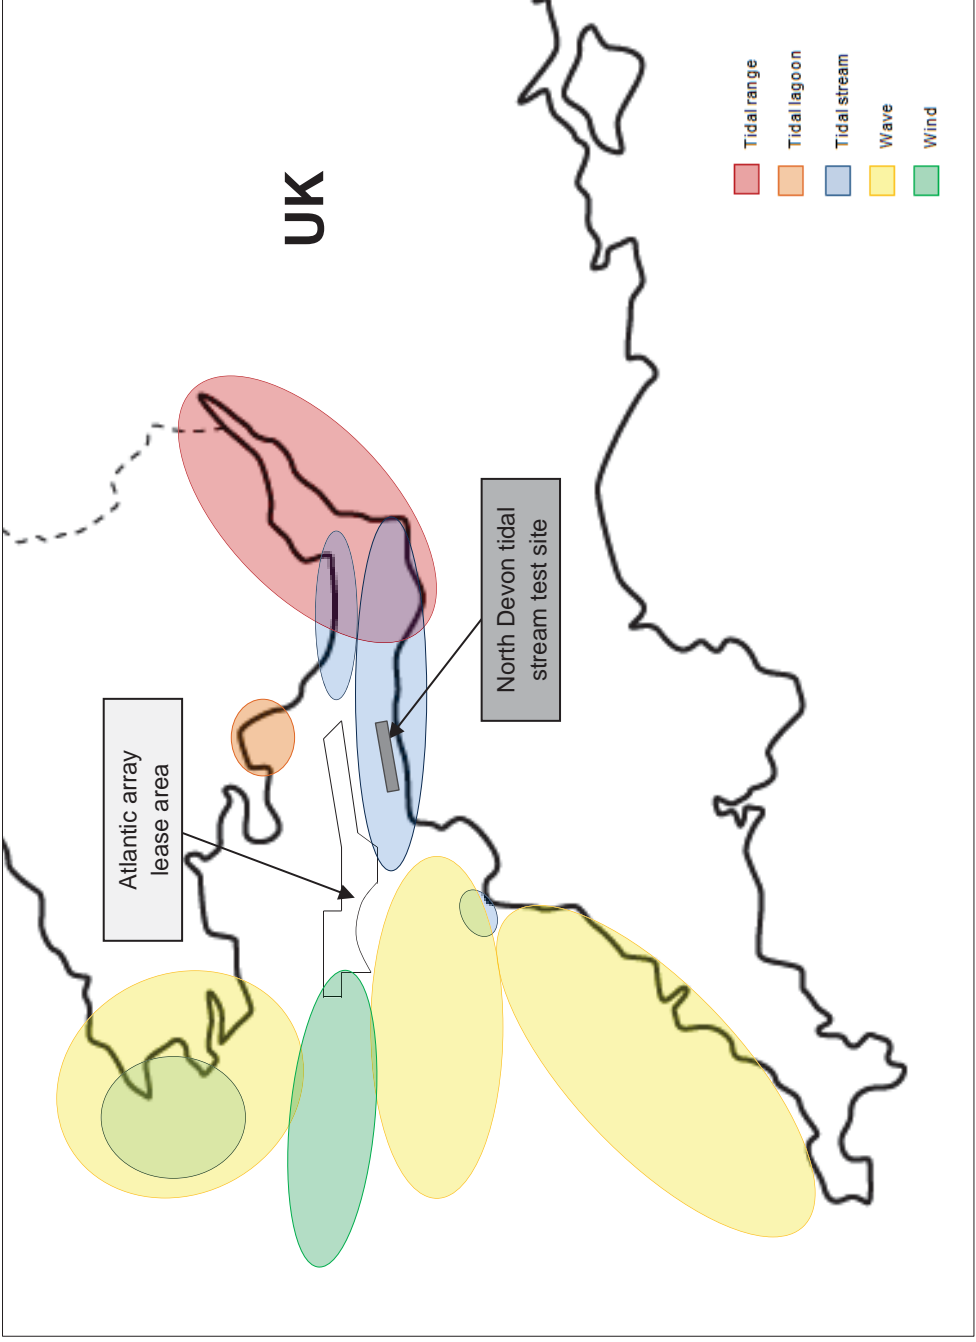 UK
Atlantic array
lease area
North Devon tidal
stream test site
Tidal range
Tidal lagoon
Tidal stream
Wave
Wind